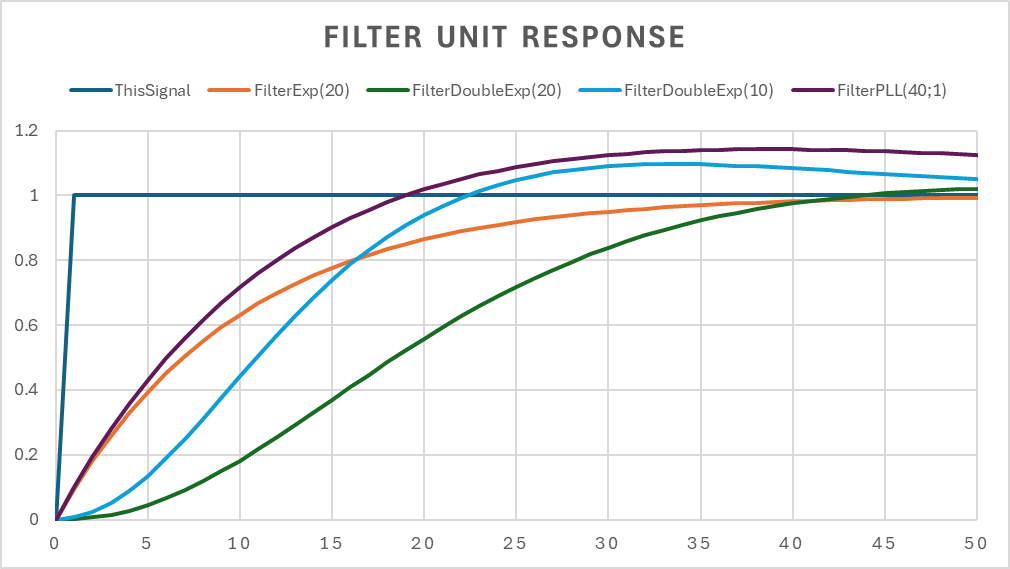 FILTER UNIT RESPONSE
ThisSignal FilterExp(20) FilterDoubleExp(20) FilterDoubleExp(10) FilterPLL(40;1)
1.2
1
0.8
0.6
0.4
0.2
0
0 5 10 15 20 25 30 35 40 45 50